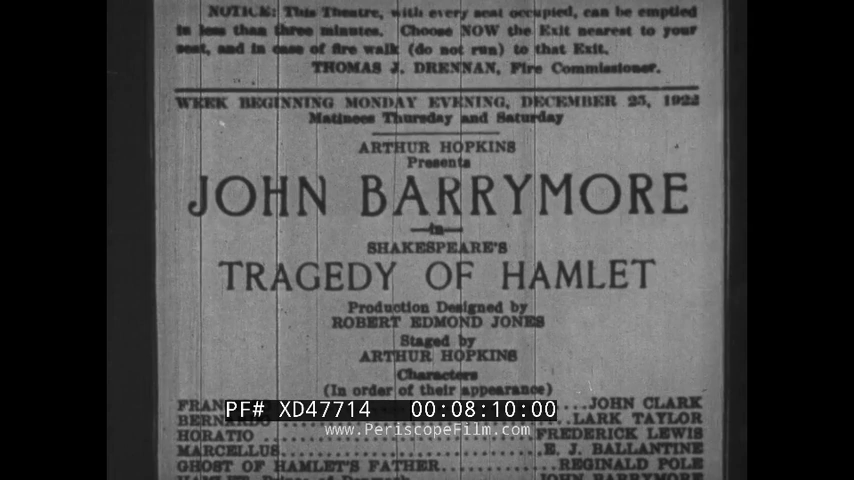 NOTICE: This Theatre, with every seat occupied, can be emptied
in less than three minutes. Choose NOW the Exit nearest to your
seat, and in case of fire walk (do not run) to that Exit.
THOMAS J. DRENNAN, Fire Commissioner.
WEEK BEGINNING MONDAY EVENING, DECEMBER 25, 1922
Matinees Thursday and Saturday
ARTHUR HOPKINS
Presents
JOHN BARRYMORE
—in—
SHAKESPEARE'S
TRAGEDY OF HAMLET
Production Designed by
ROBERT EDMOND JONES
Staged by
ARTHUR HOPKINS
Characters
(In order of their appearance)
FRAN ...JOHN CLARK
PF# XD47714 00:08:10:00
BERNARDO ..LARK TAYLOR
www.PeriscopeFilm.com
HORATIO ... FREDERICK LEWIS
MARCELLUS...E. J. BALLANTINE
GHOST OF HAMLET'S FATHER...REGINALD POLE
JOHN BARRYMORE